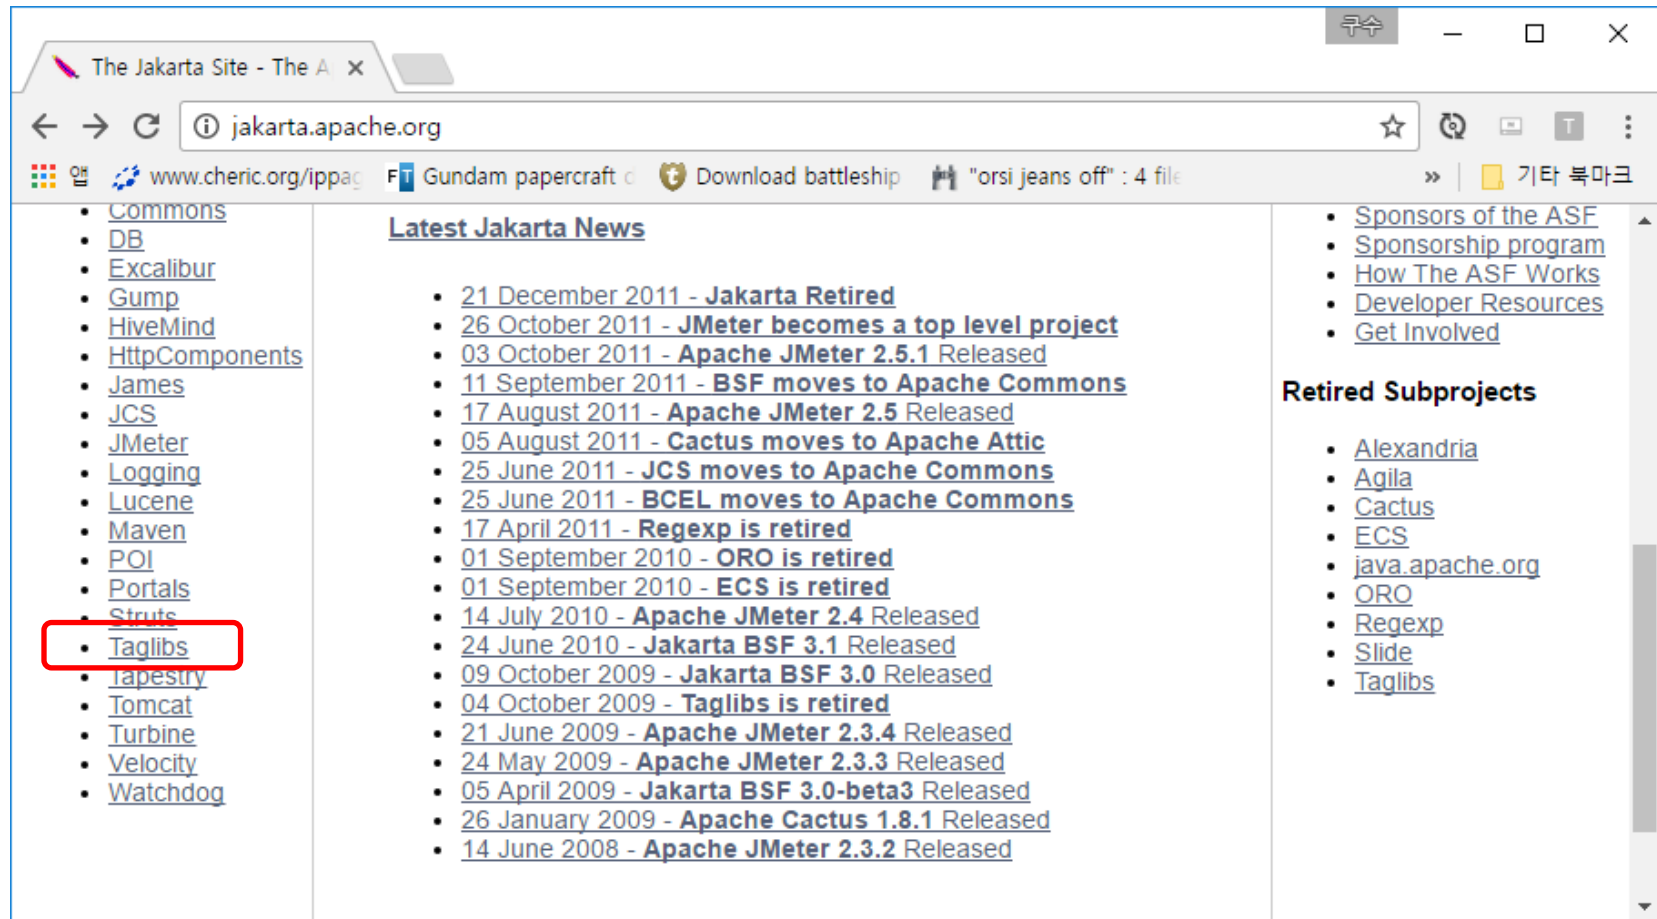 구수
The Jakarta Site - The A
jakarta.apache.org
앱 www.cheric.org/ippag Gundam papercraft d Download battleship "orsi jeans off" : 4 file » 기타 북마크
Commons
DB
Excalibur
Gump
HiveMind
HttpComponents
James
JCS
JMeter
Logging
Lucene
Maven
POI
Portals
Struts
Taglibs
Tapestry
Tomcat
Turbine
Velocity
Watchdog
Latest Jakarta News
21 December 2011 - Jakarta Retired
26 October 2011 - JMeter becomes a top level project
03 October 2011 - Apache JMeter 2.5.1 Released
11 September 2011 - BSF moves to Apache Commons
17 August 2011 - Apache JMeter 2.5 Released
05 August 2011 - Cactus moves to Apache Attic
25 June 2011 - JCS moves to Apache Commons
25 June 2011 - BCEL moves to Apache Commons
17 April 2011 - Regexp is retired
01 September 2010 - ORO is retired
01 September 2010 - ECS is retired
14 July 2010 - Apache JMeter 2.4 Released
24 June 2010 - Jakarta BSF 3.1 Released
09 October 2009 - Jakarta BSF 3.0 Released
04 October 2009 - Taglibs is retired
21 June 2009 - Apache JMeter 2.3.4 Released
24 May 2009 - Apache JMeter 2.3.3 Released
05 April 2009 - Jakarta BSF 3.0-beta3 Released
26 January 2009 - Apache Cactus 1.8.1 Released
14 June 2008 - Apache JMeter 2.3.2 Released
Sponsors of the ASF
Sponsorship program
How The ASF Works
Developer Resources
Get Involved
Retired Subprojects
Alexandria
Agila
Cactus
ECS
java.apache.org
ORO
Regexp
Slide
Taglibs